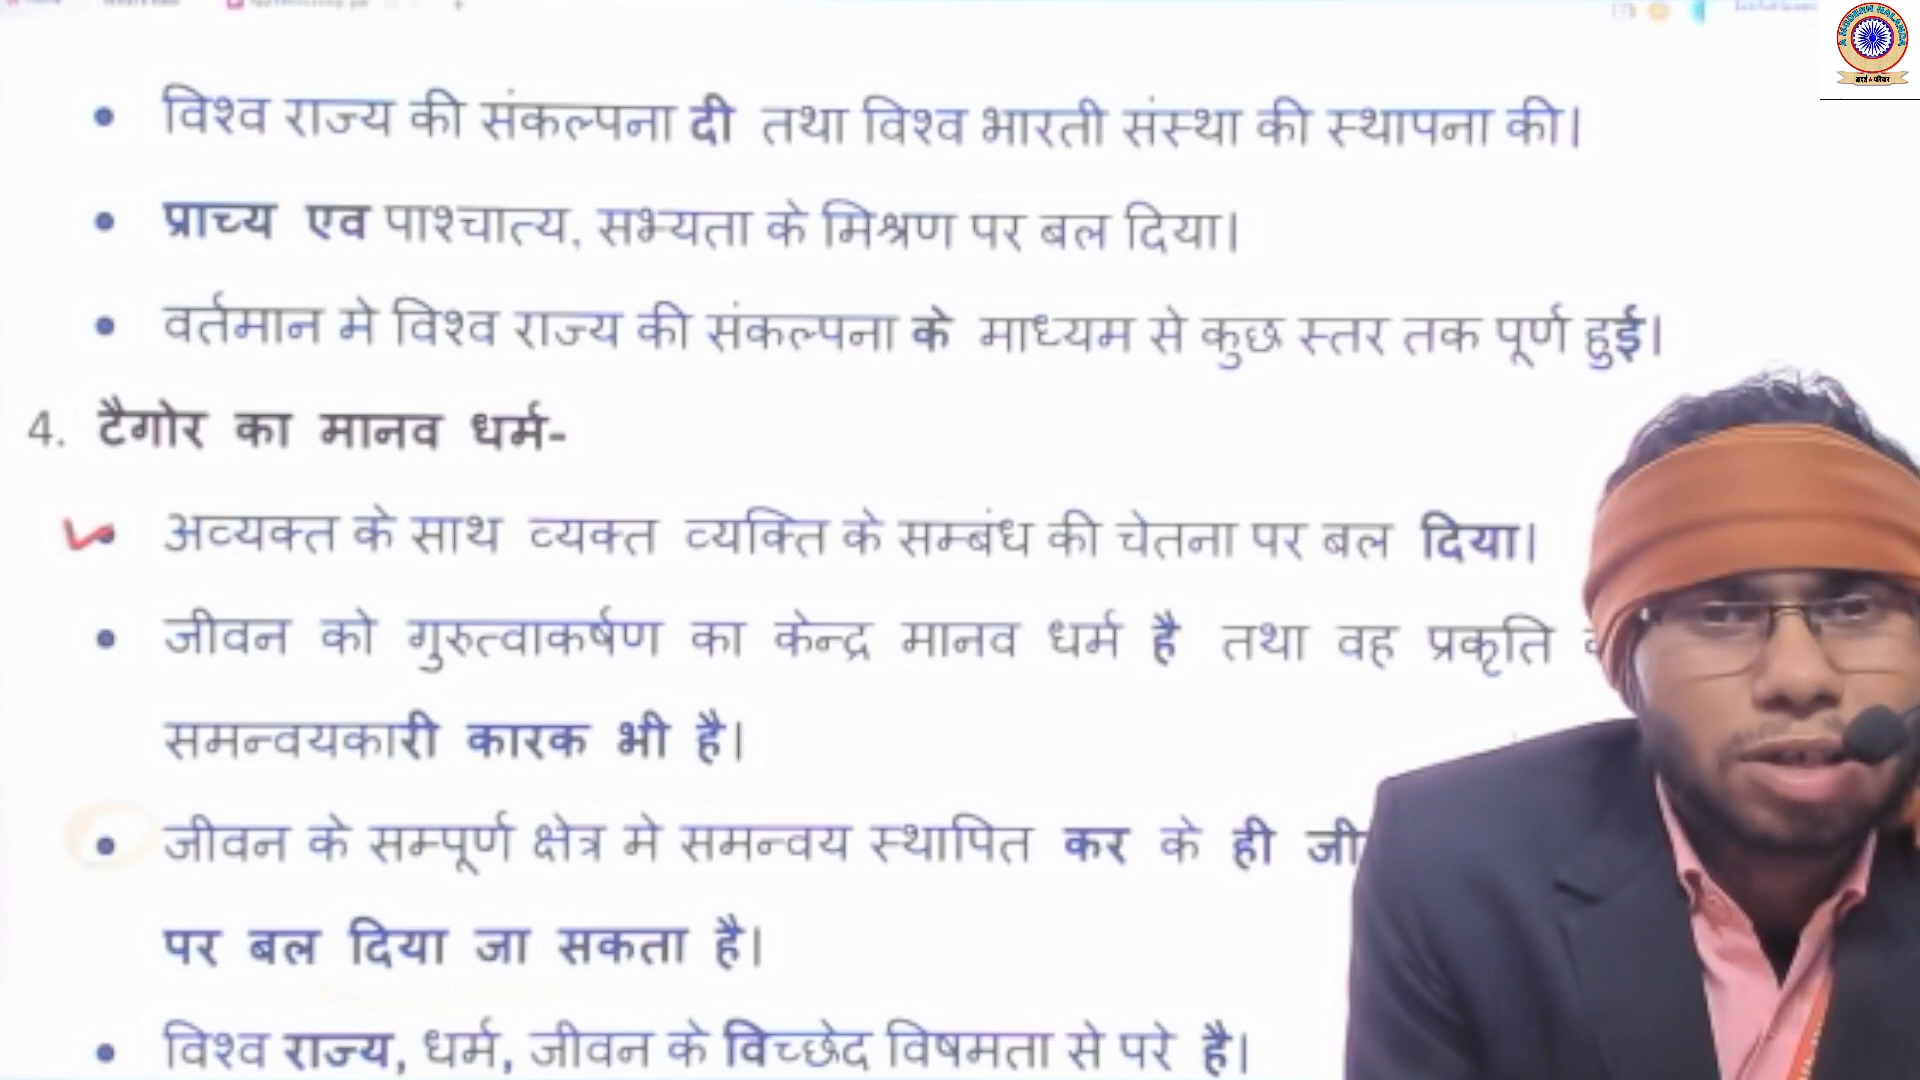 विश्व राज्य की संकल्पना दी तथा विश्व भारती संस्था की स्थापना की।
प्राच्य एव पाश्चात्य, सभ्यता के मिश्रण पर बल दिया।
वर्तमान मे विश्व राज्य की संकल्पना के माध्यम से कुछ स्तर तक पूर्ण हुई।
4. टैगोर का मानव धर्म-
अव्यक्त के साथ व्यक्त व्यक्ति के सम्बंध की चेतना पर बल दिया।
जीवन को गुरुत्वाकर्षण का केन्द्र मानव धर्म है तथा वह प्रकृति
समन्वयकारी कारक भी है।
जीवन के सम्पूर्ण क्षेत्र मे समन्वय स्थापित कर के ही
पर बल दिया जा सकता है।
विश्व राज्य, धर्म, जीवन के विच्छेद विषमता से परे है।
A MODERN NALANDA